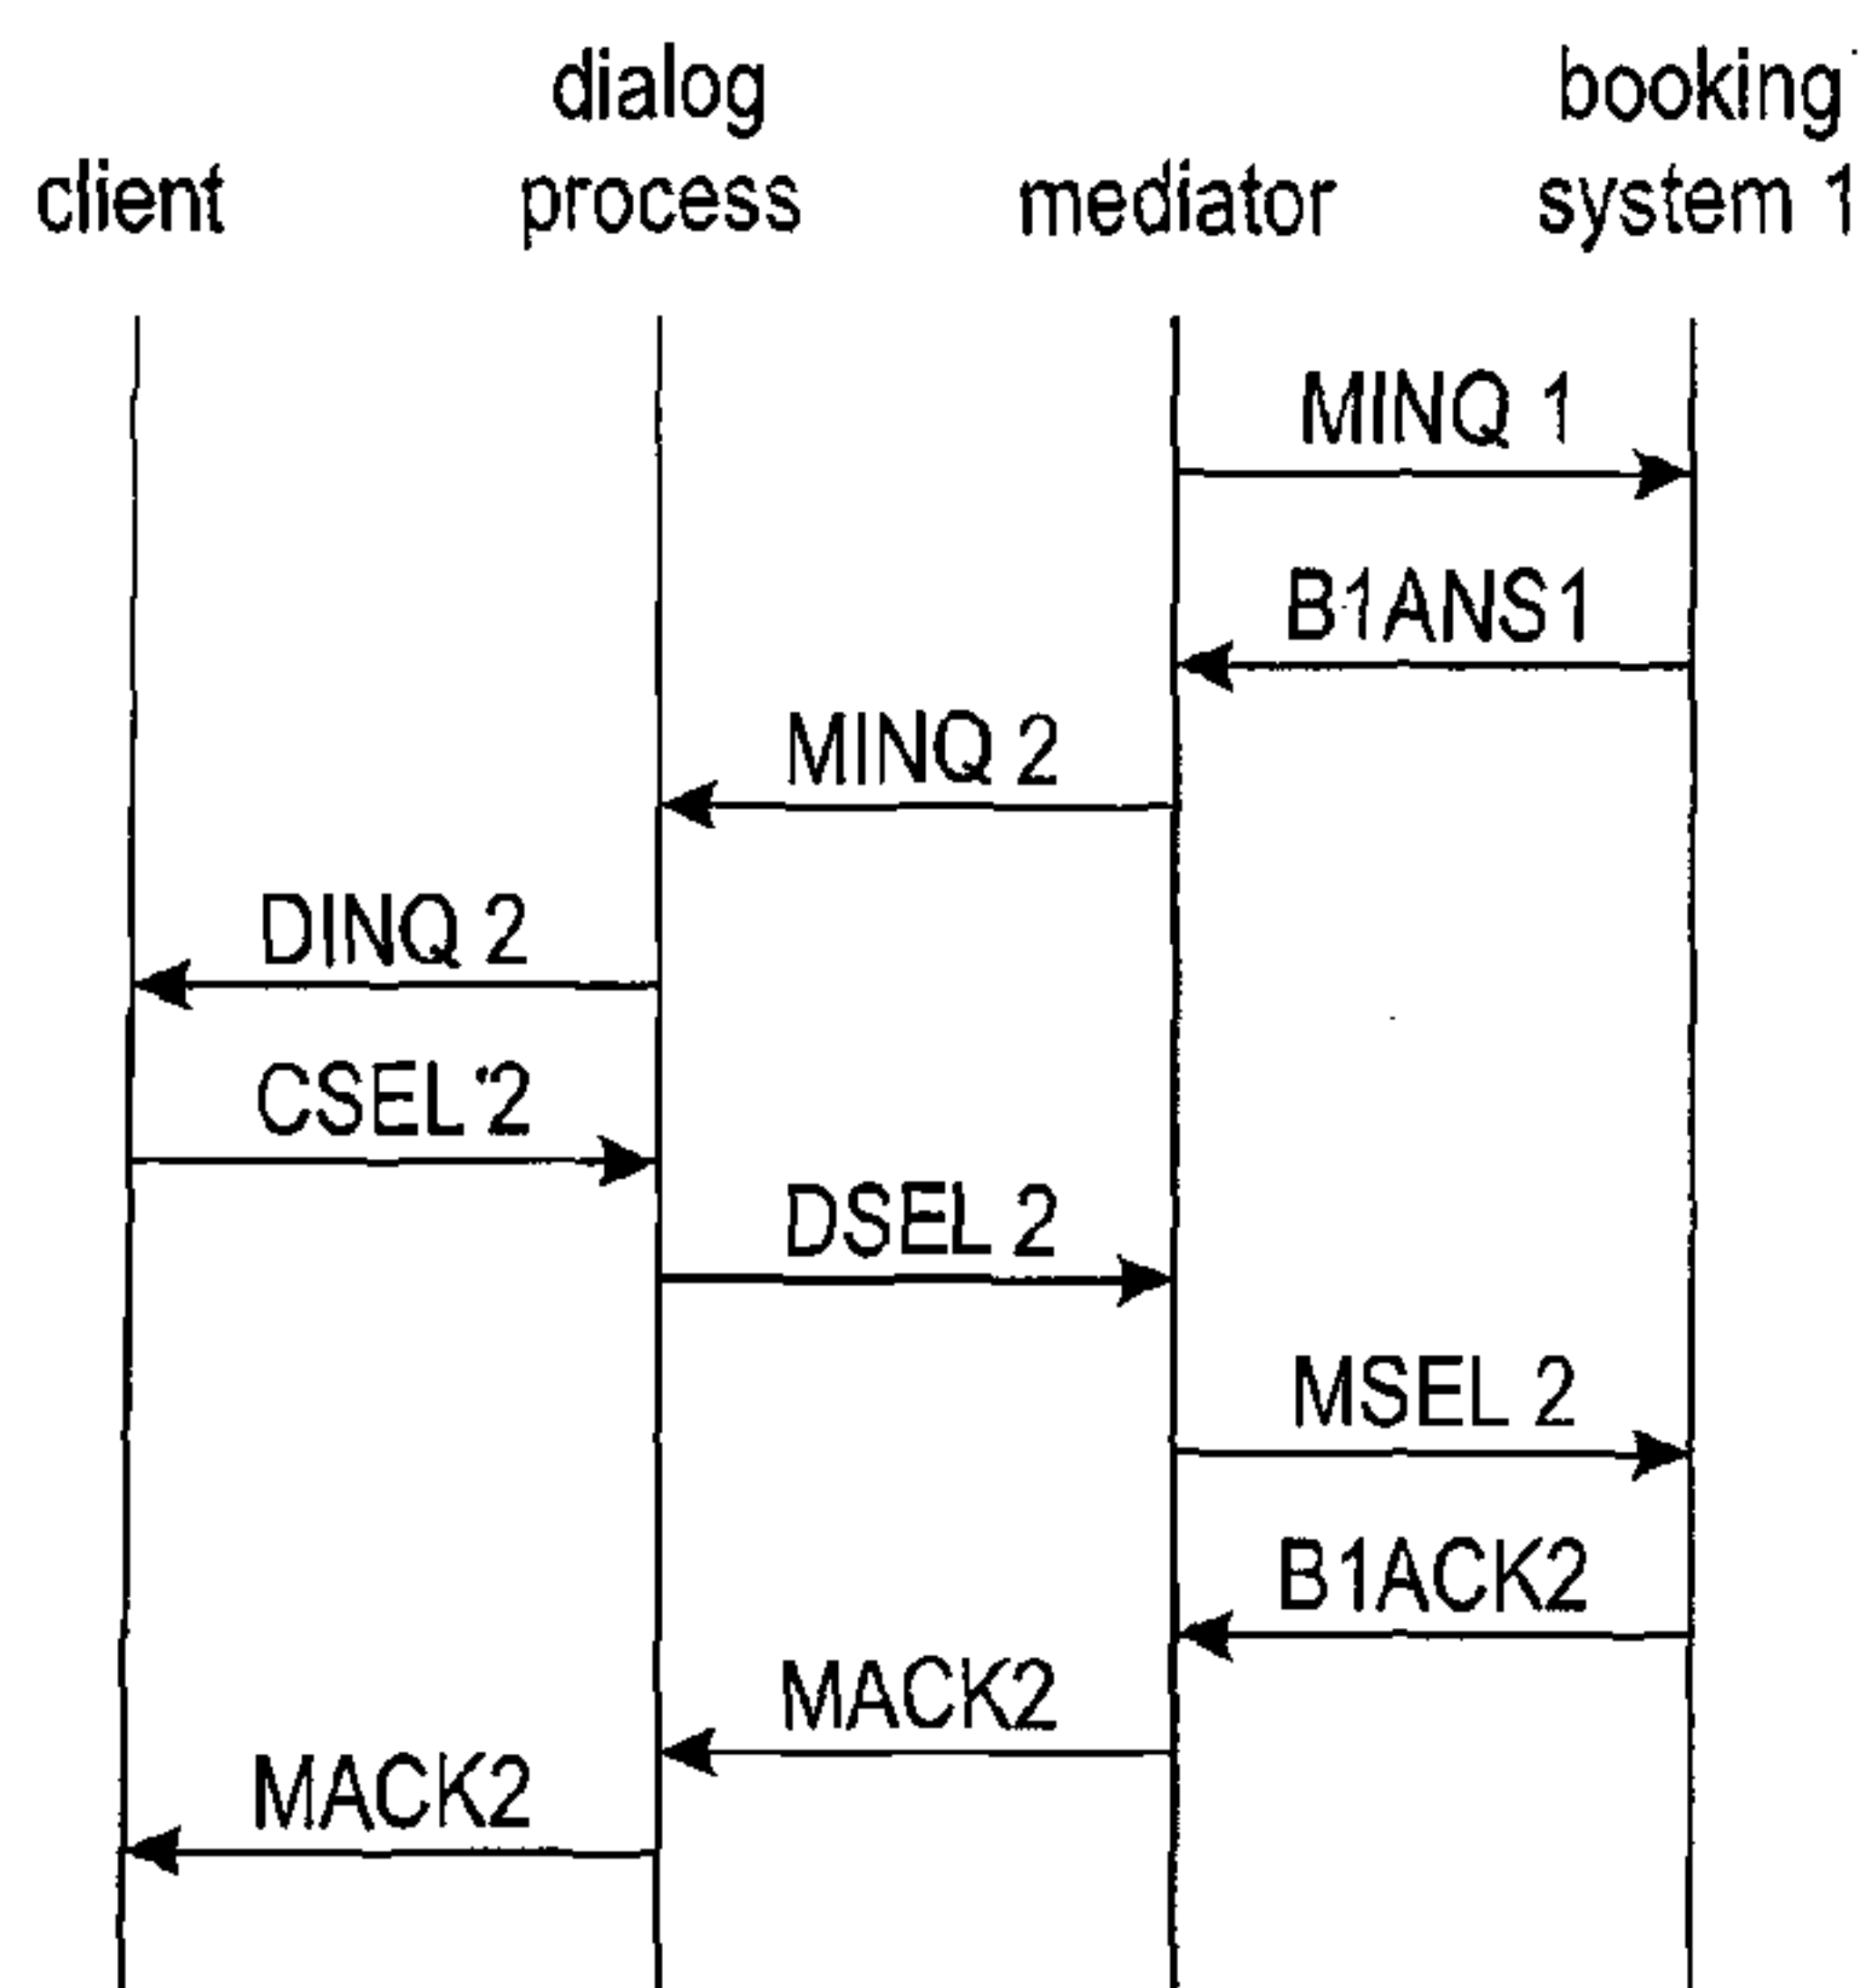 client
dialog
process
mediator
booking
system 1
MINQ 1
B1ANS1
MINQ 2
DINQ 2
CSEL 2
DSEL 2
MSEL 2
B1ACK2
MACK2
MACK2